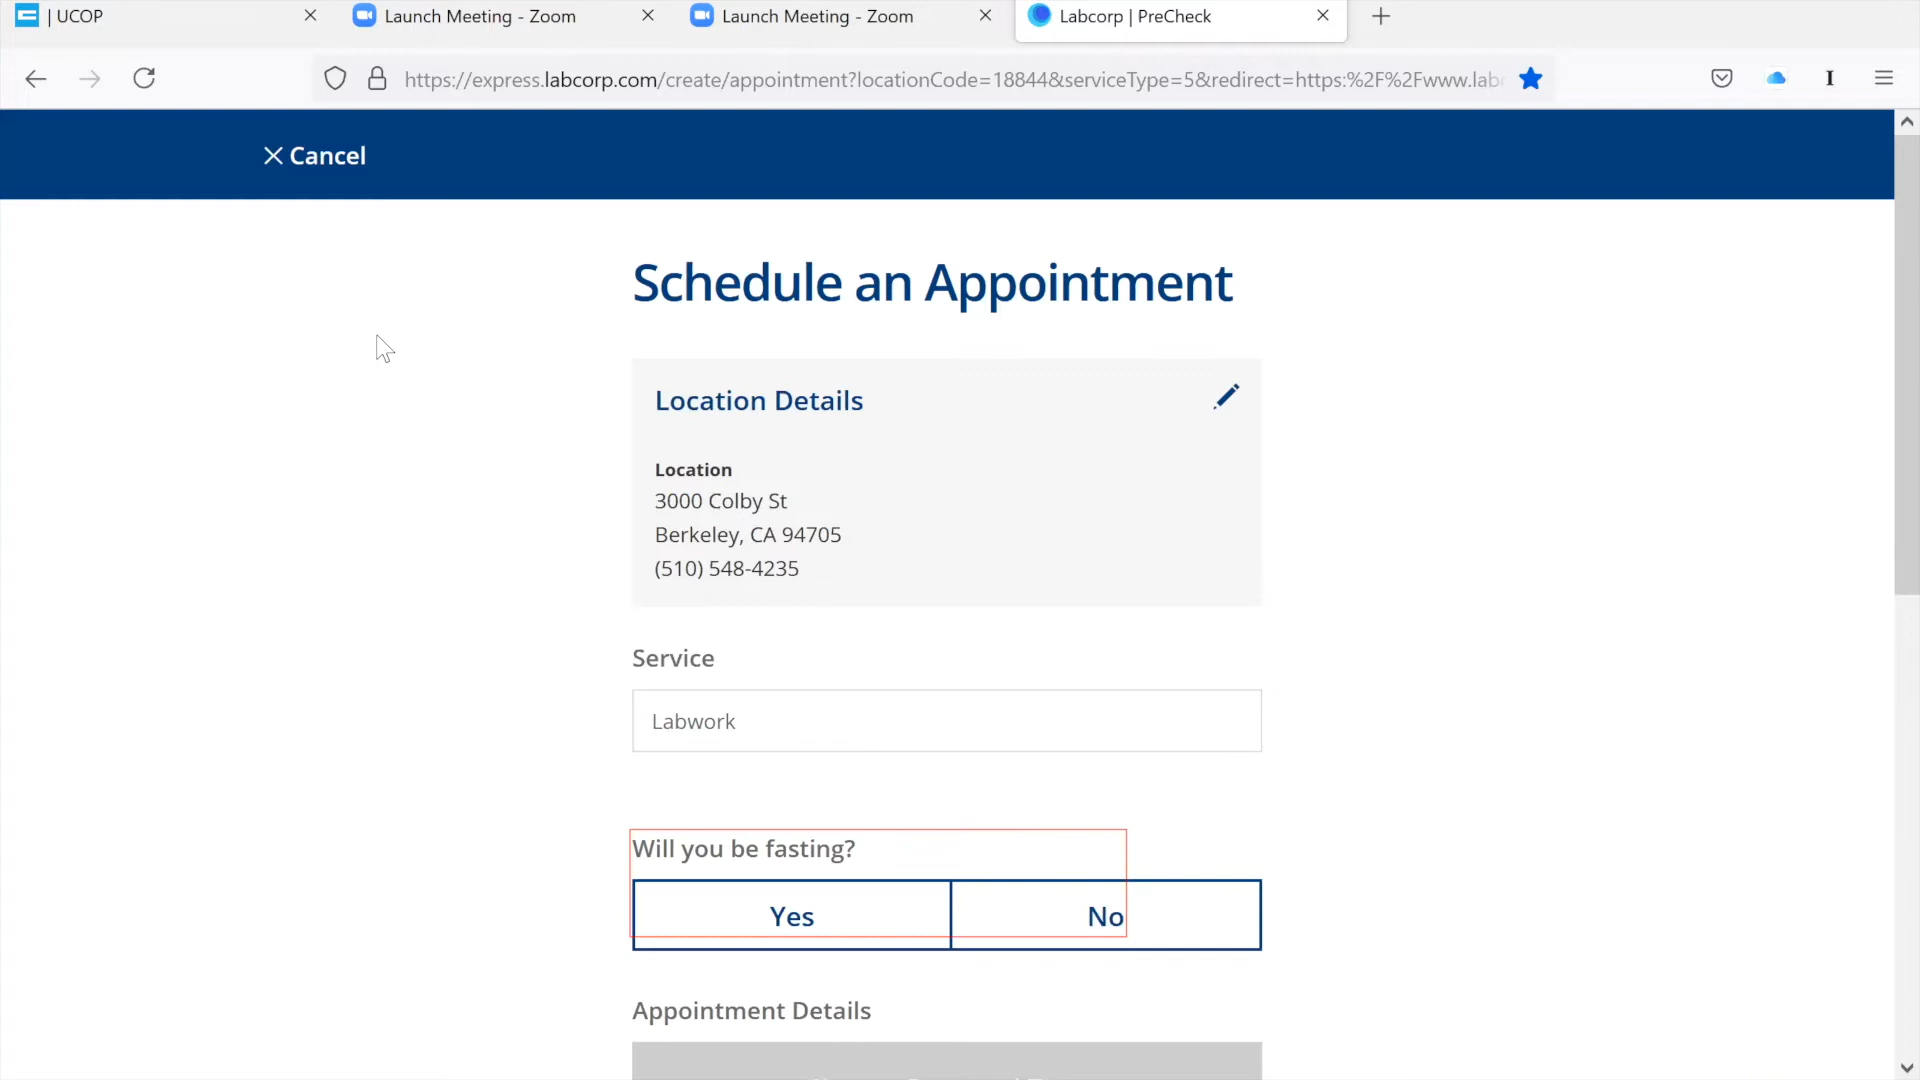 | UCOP
Launch Meeting - Zoom
Launch Meeting - Zoom
Labcorp | PreCheck
https://express.labcorp.com/create/appointment?locationCode=18844&serviceType=5&redirect=https:%2F%2Fwww.lab
Cancel
Schedule an Appointment
Location Details
Location
3000 Colby St
Berkeley, CA 94705
(510) 548-4235
Service
Labwork
Will you be fasting?
Yes
No
Appointment Details